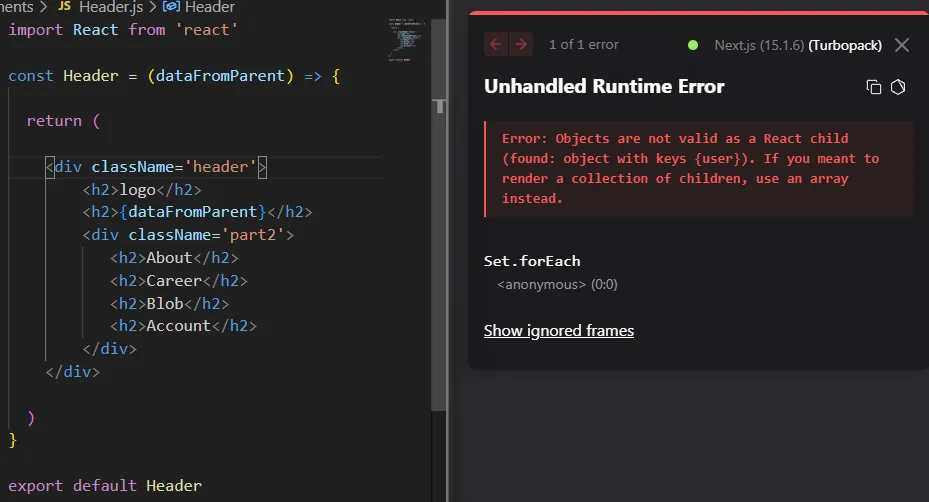 nents > JS Header.js > Header
import React from 'react'
const Header = (dataFromParent) => {
return (
<div className='header'>
<h2>logo</h2>
<h2>{dataFromParent}</h2>
<div className='part2'>
<h2>About</h2>
<h2>Career</h2>
<h2>Blob</h2>
<h2>Account</h2>
</div>
</div>
)
}
export default Header
1 of 1 error
Next.js (15.1.6) (Turbopack)
Unhandled Runtime Error
Error: Objects are not valid as a React child
(found: object with keys {user}). If you meant to
render a collection of children, use an array
instead.
Set.forEach
<anonymous> (0:0)
Show ignored frames